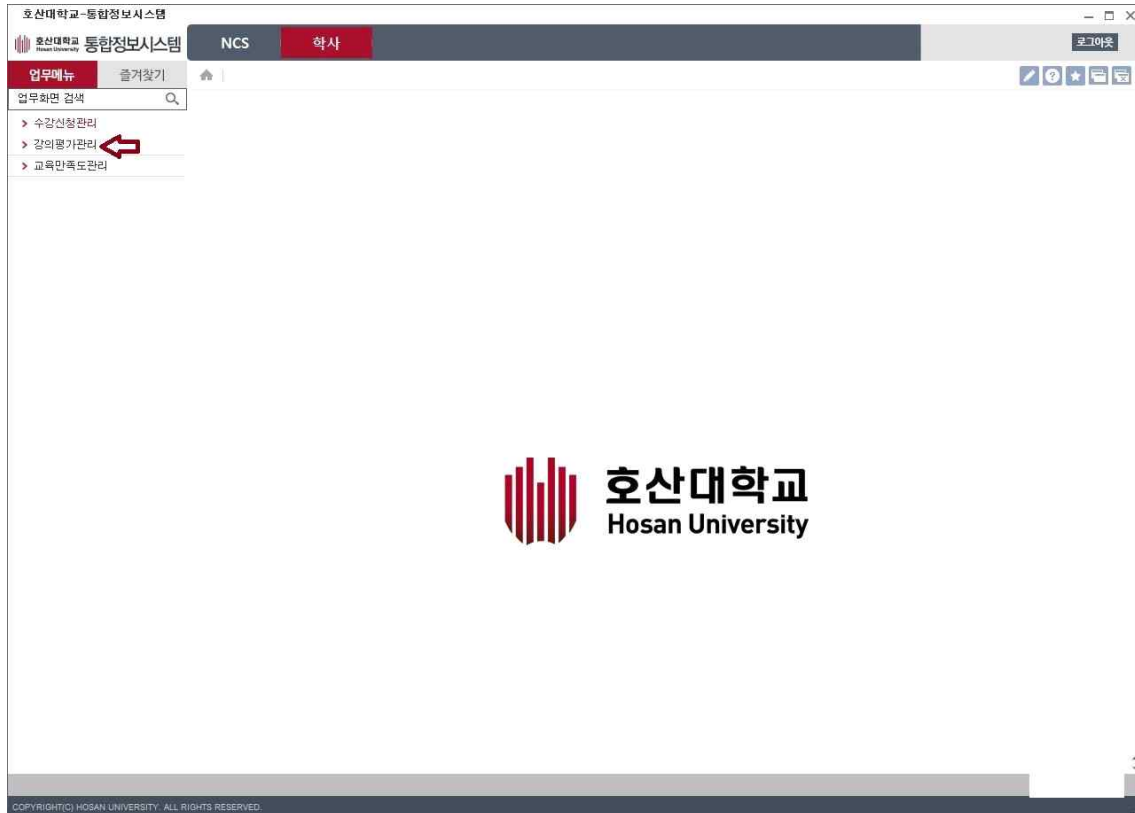 호산대학교-통합정보시스템
호산대학교 Hosan University 통합정보시스템 NCS 학사 로그아웃
업무메뉴 즐겨찾기
업무화면 검색
> 수강신청관리
> 강의평가관리
> 교육만족도관리
호산대학교
Hosan University
COPYRIGHT(C) HOSAN UNIVERSITY. ALL RIGHTS RESERVED.